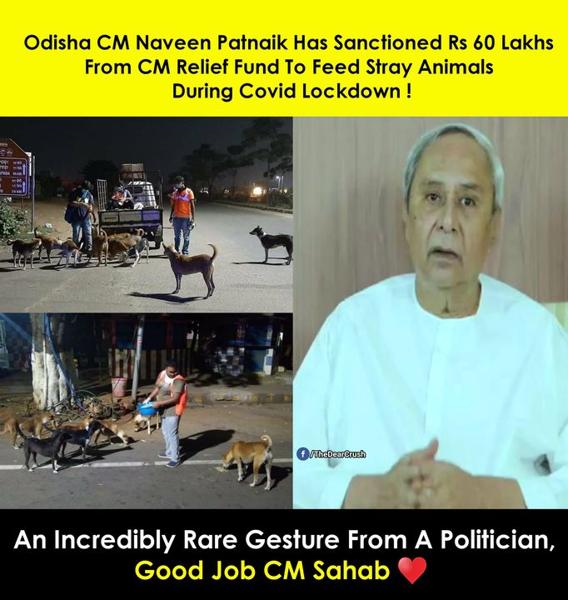 Odisha CM Naveen Patnaik Has Sanctioned Rs 60 Lakhs
From CM Relief Fund To Feed Stray Animals
During Covid Lockdown !
f /TheDearCrush
An Incredibly Rare Gesture From A Politician,
Good Job CM Sahab ❤️